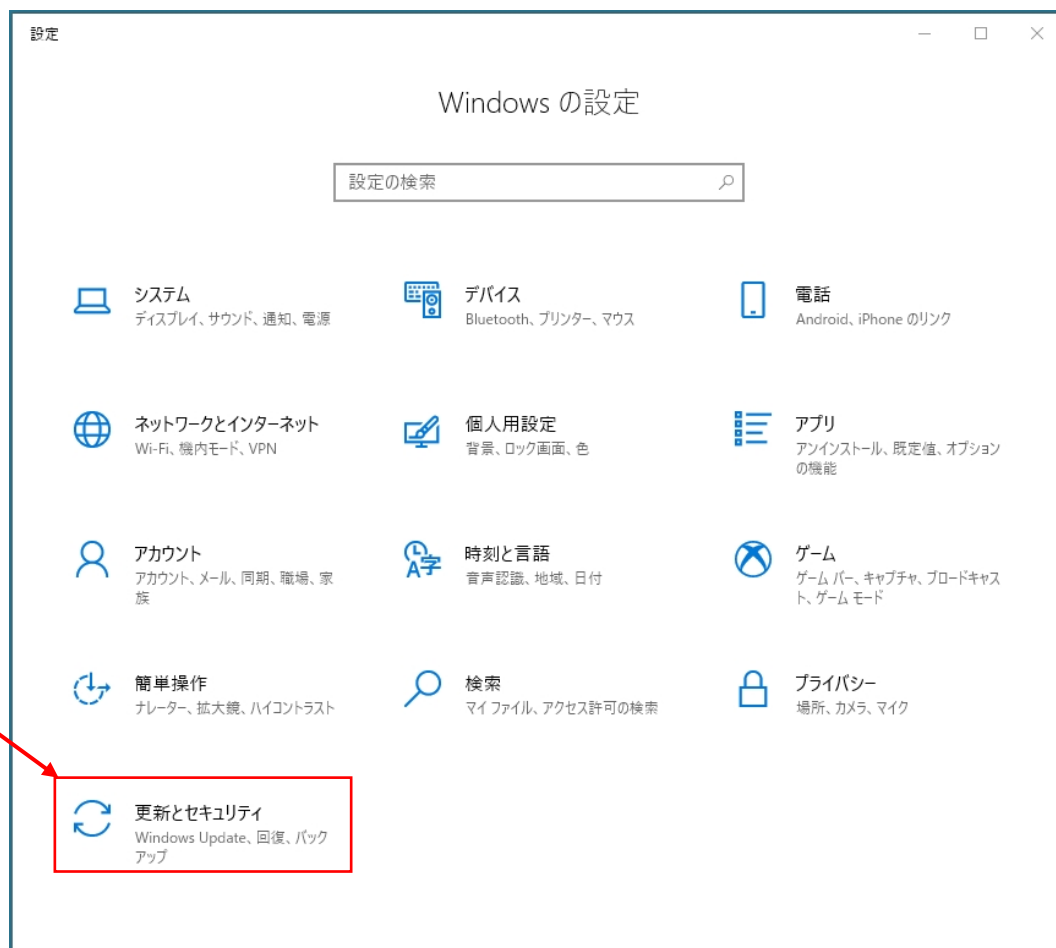 設定
Windows の設定
設定の検索
システム
ディスプレイ、サウンド、通知、電源
デバイス
Bluetooth、プリンター、マウス
電話
Android、iPhone のリンク
ネットワークとインターネット
Wi-Fi、機内モード、VPN
個人用設定
背景、ロック画面、色
アプリ
アンインストール、既定値、オプション
の機能
アカウント
アカウント、メール、同期、職場、家
族
時刻と言語
音声認識、地域、日付
ゲーム
ゲーム バー、キャプチャ、ブロードキャス
ト、ゲーム モード
簡単操作
ナレーター、拡大鏡、ハイコントラスト
検索
マイ ファイル、アクセス許可の検索
プライバシー
場所、カメラ、マイク
更新とセキュリティ
Windows Update、回復、バック
アップ
A字